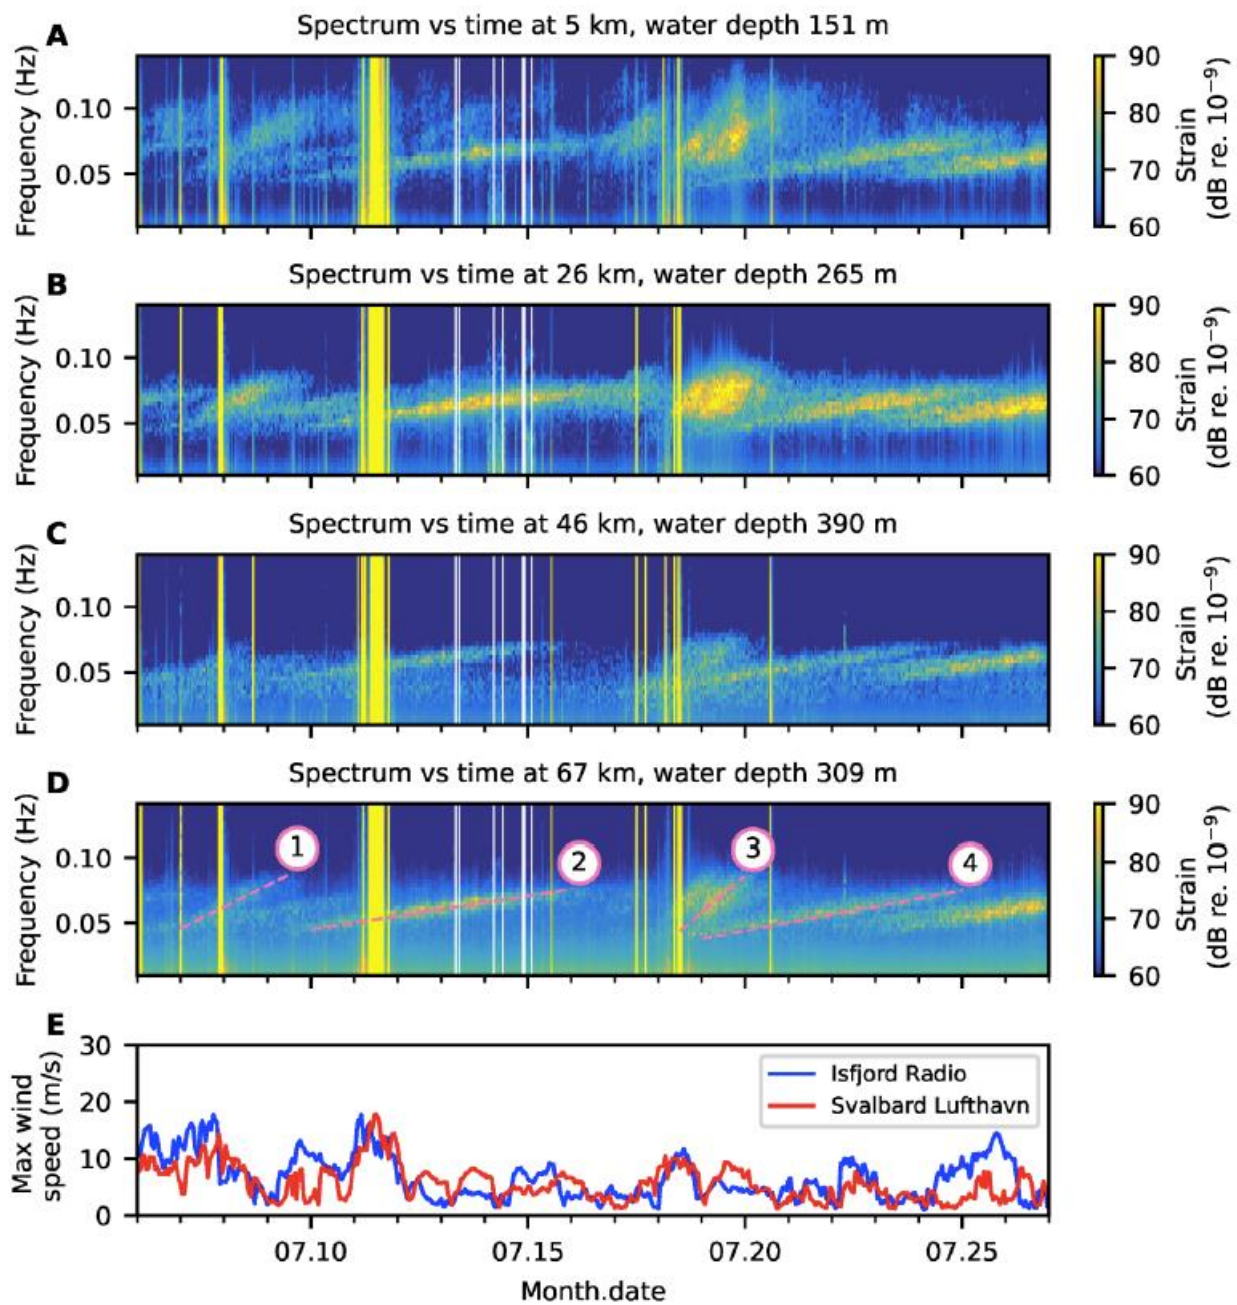 A
Spectrum vs time at 5 km, water depth 151 m
Frequency (Hz)
0.10
0.05
90
80
70
60
Strain
(dB re. 10⁻⁹)
B
Spectrum vs time at 26 km, water depth 265 m
Frequency (Hz)
0.10
0.05
90
80
70
60
Strain
(dB re. 10⁻⁹)
C
Spectrum vs time at 46 km, water depth 390 m
Frequency (Hz)
0.10
0.05
90
80
70
60
Strain
(dB re. 10⁻⁹)
D
Spectrum vs time at 67 km, water depth 309 m
Frequency (Hz)
0.10
0.05
1
2
3
4
90
80
70
60
Strain
(dB re. 10⁻⁹)
E
Max wind
speed (m/s)
30
20
10
0
Isfjord Radio
Svalbard Lufthavn
07.10 07.15 07.20 07.25
Month.date